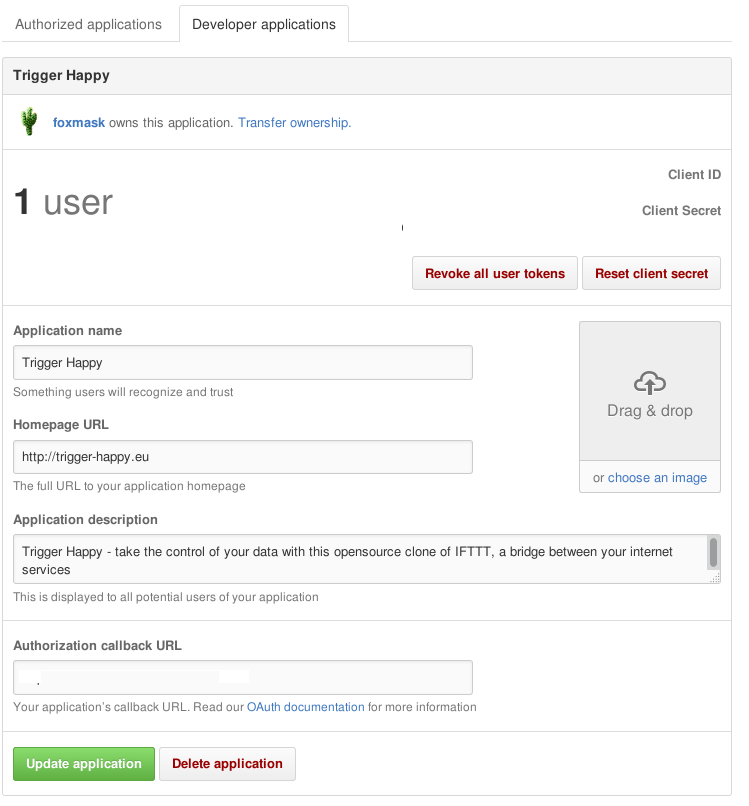 Authorized applications
Developer applications
Trigger Happy
foxmask owns this application. Transfer ownership.
1 user
Client ID
Client Secret
Revoke all user tokens
Reset client secret
Application name
Trigger Happy
Something users will recognize and trust
Drag & drop
or choose an image
Homepage URL
http://trigger-happy.eu
The full URL to your application homepage
Application description
Trigger Happy - take the control of your data with this opensource clone of IFTTT, a bridge between your internet
services
This is displayed to all potential users of your application
Authorization callback URL
Your application's callback URL. Read our OAuth documentation for more information
Update application
Delete application